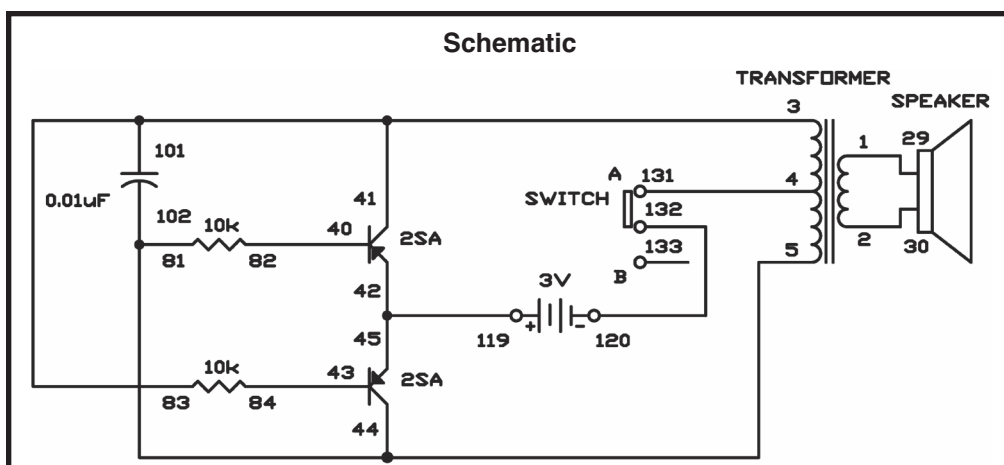 Schematic
TRANSFORMER
3
SPEAKER
101
1
29
A
131
4
0.01uF
41
SWITCH
132
102
10k
40
2SA
133
5
2
30
81
82
B
42
3V
45
+
-
119
120
10k
43
2SA
83
84
44